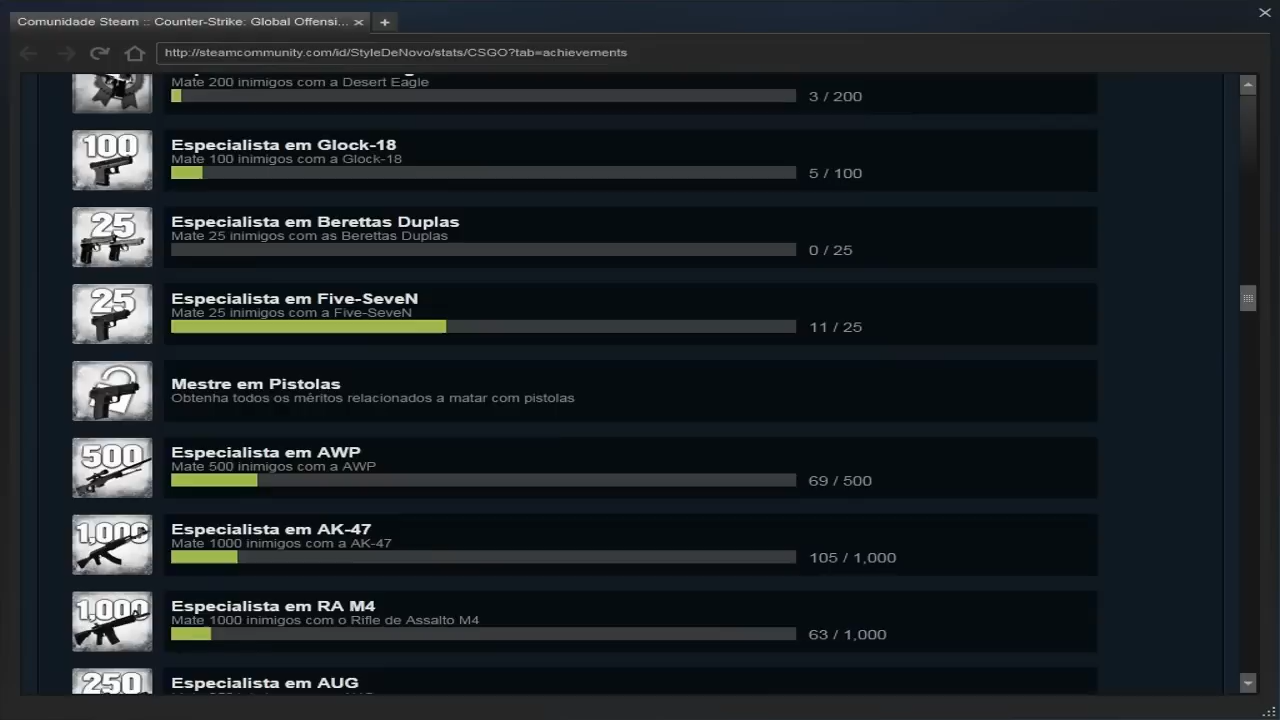 Comunidade Steam :: Counter-Strike: Global Offensi...
http://steamcommunity.com/id/StyleDeNovo/stats/CSGO?tab=achievements
Mate 200 inimigos com a Desert Eagle
3 / 200
100
Especialista em Glock-18
Mate 100 inimigos com a Glock-18
5 / 100
25
Especialista em Berettas Duplas
Mate 25 inimigos com as Berettas Duplas
0 / 25
25
Especialista em Five-SeveN
Mate 25 inimigos com a Five-SeveN
11 / 25
Mestre em Pistolas
Obtenha todos os méritos relacionados a matar com pistolas
500
Especialista em AWP
Mate 500 inimigos com a AWP
69 / 500
1,000
Especialista em AK-47
Mate 1000 inimigos com a AK-47
105 / 1,000
1,000
Especialista em RA M4
Mate 1000 inimigos com o Rifle de Assalto M4
63 / 1,000
250
Especialista em AUG